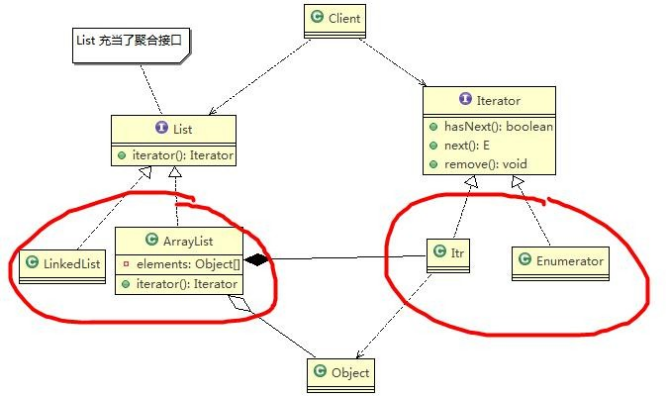 Client
List 充当了聚合接口
Iterator
hasNext(): boolean
next(): E
remove(): void
List
iterator(): Iterator
ArrayList
elements: Object[]
iterator(): Iterator
LinkedList
Itr
Enumerator
Object